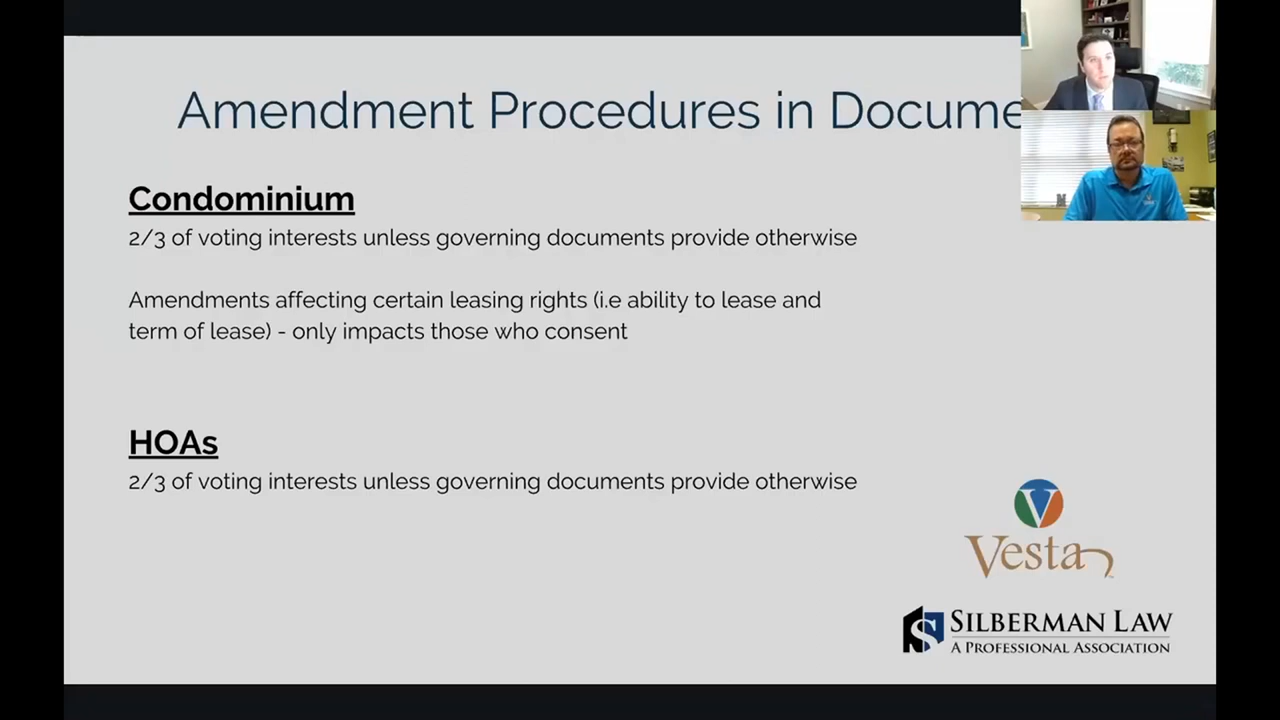 Amendment Procedures in Docume
Condominium
2/3 of voting interests unless governing documents provide otherwise
Amendments affecting certain leasing rights (i.e ability to lease and
term of lease) - only impacts those who consent
HOAs
2/3 of voting interests unless governing documents provide otherwise
V
Vesta
S
SILBERMAN LAW
A PROFESSIONAL ASSOCIATION